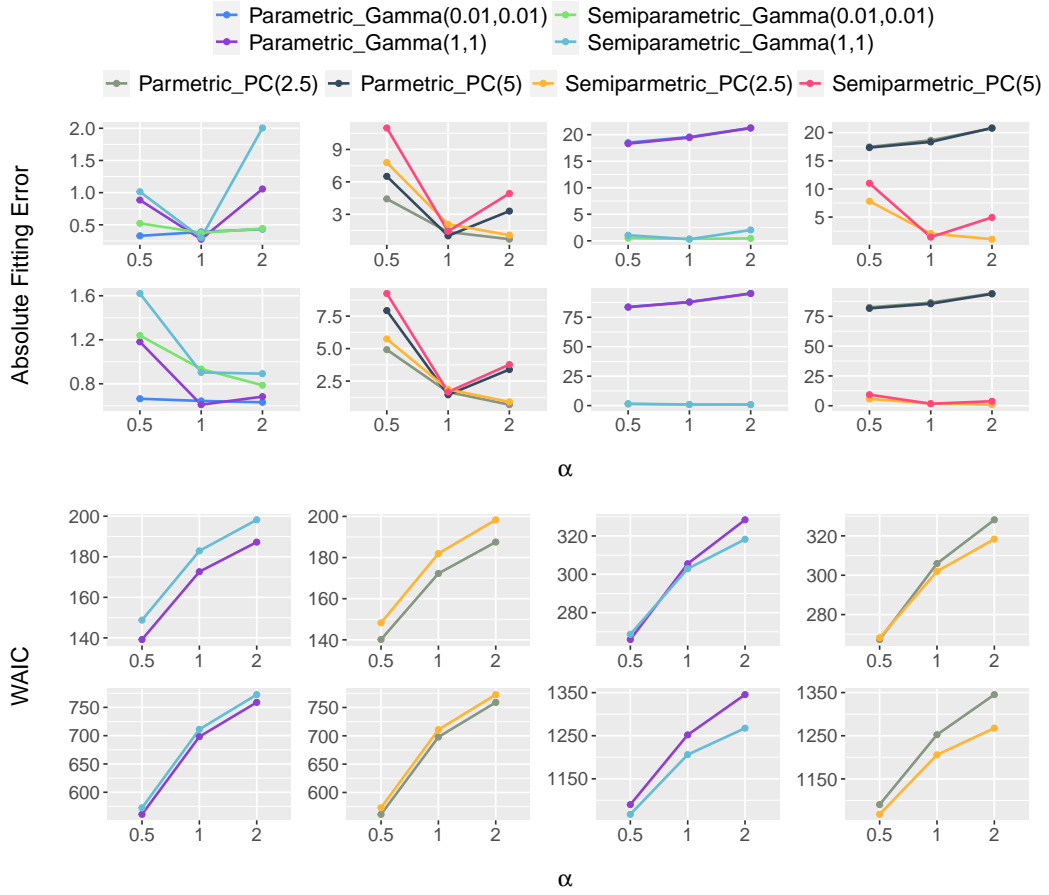 Parametric_Gamma(0.01,0.01) Semiparametric_Gamma(0.01,0.01)
Parametric_Gamma(1,1) Semiparametric_Gamma(1,1)
Parmetric_PC(2.5) Parmetric_PC(5) Semiparmetric_PC(2.5) Semiparmetric_PC(5)
Absolute Fitting Error
2.0
1.5
1.0
0.5
0.5 1 2
9
6
3
0.5 1 2
20
15
10
5
0
0.5 1 2
20
15
10
5
0.5 1 2
1.6
1.2
0.8
0.5 1 2
7.5
5.0
2.5
0.5 1 2
75
50
25
0
0.5 1 2
75
50
25
0
0.5 1 2
α
WAIC
200
180
160
140
0.5 1 2
200
180
160
140
0.5 1 2
320
300
280
0.5 1 2
320
300
280
0.5 1 2
750
700
650
600
0.5 1 2
750
700
650
600
0.5 1 2
1350
1250
1150
0.5 1 2
1350
1250
1150
0.5 1 2
α